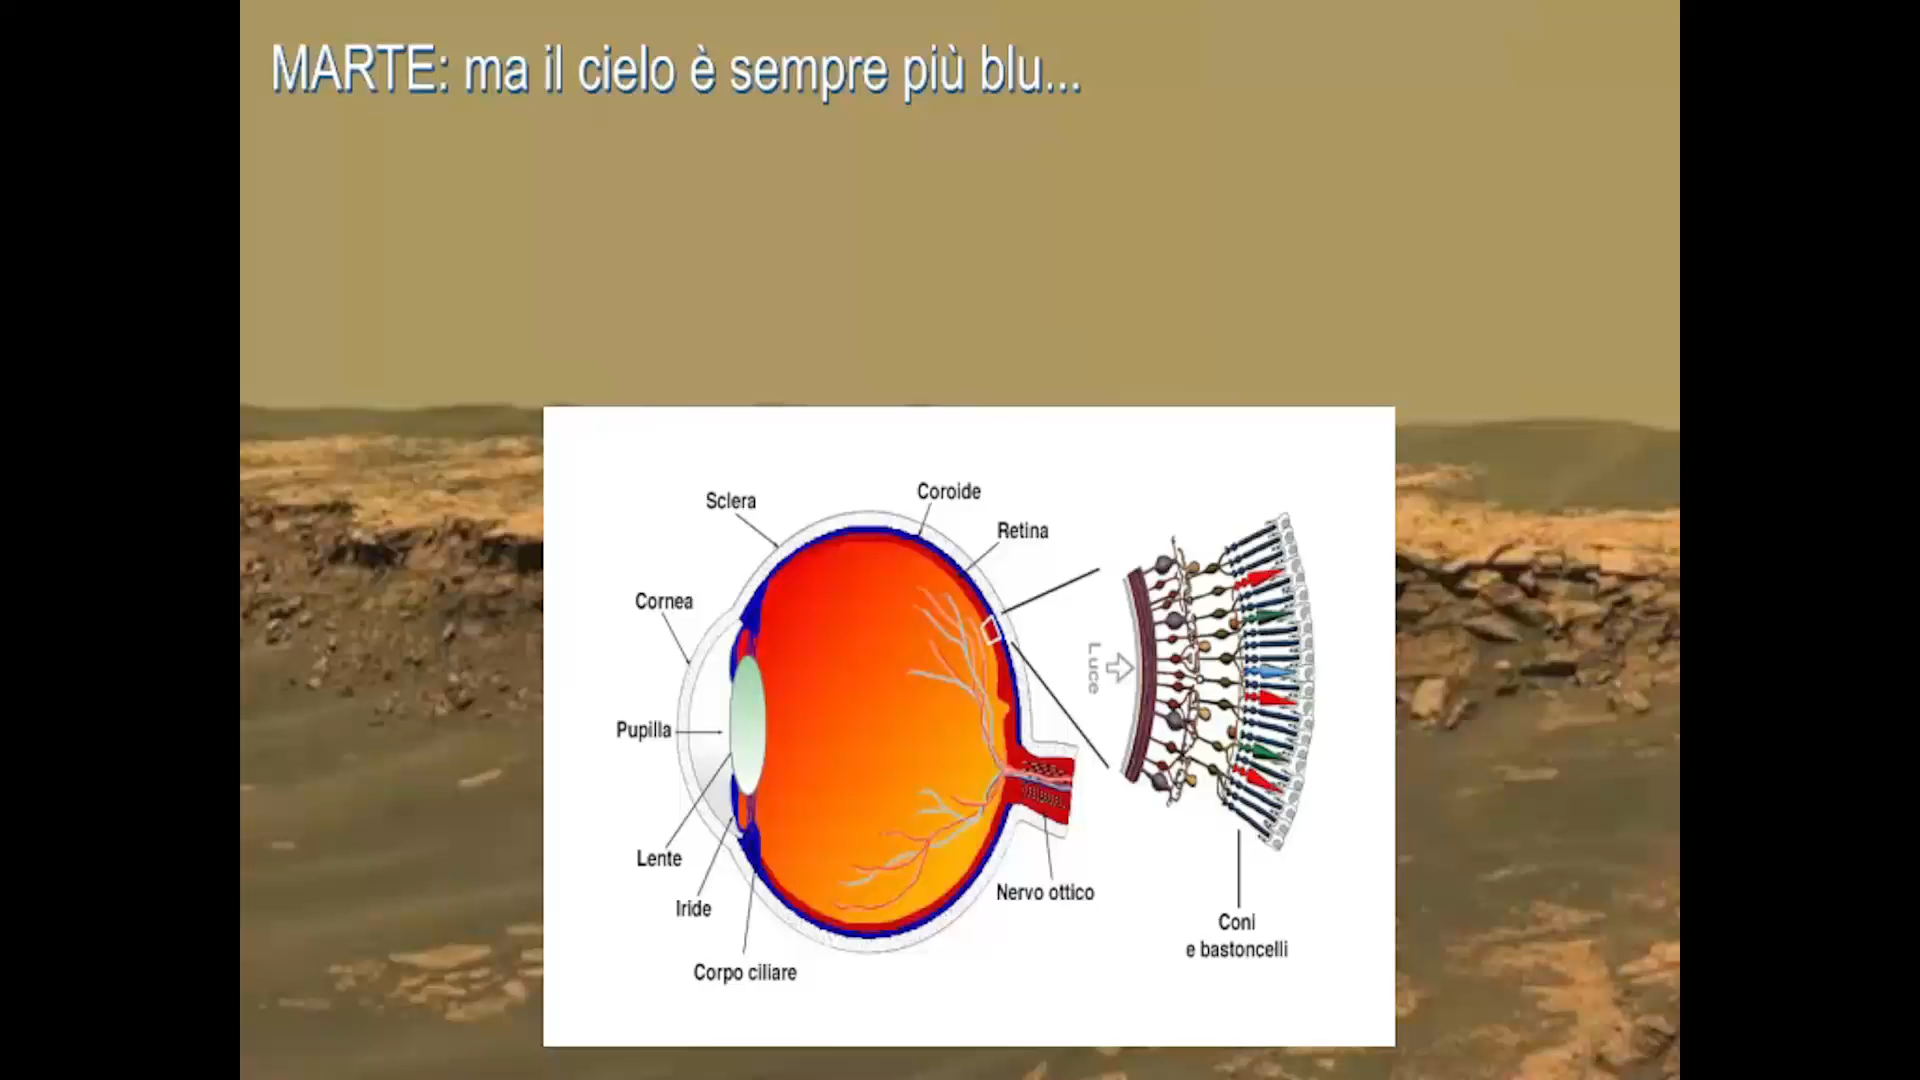 MARTE: ma il cielo è sempre più blu...
Sclera
Coroide
Retina
Cornea
Luce
Pupilla
Lente
Iride
Nervo ottico
Corpo ciliare
Coni
e bastoncelli